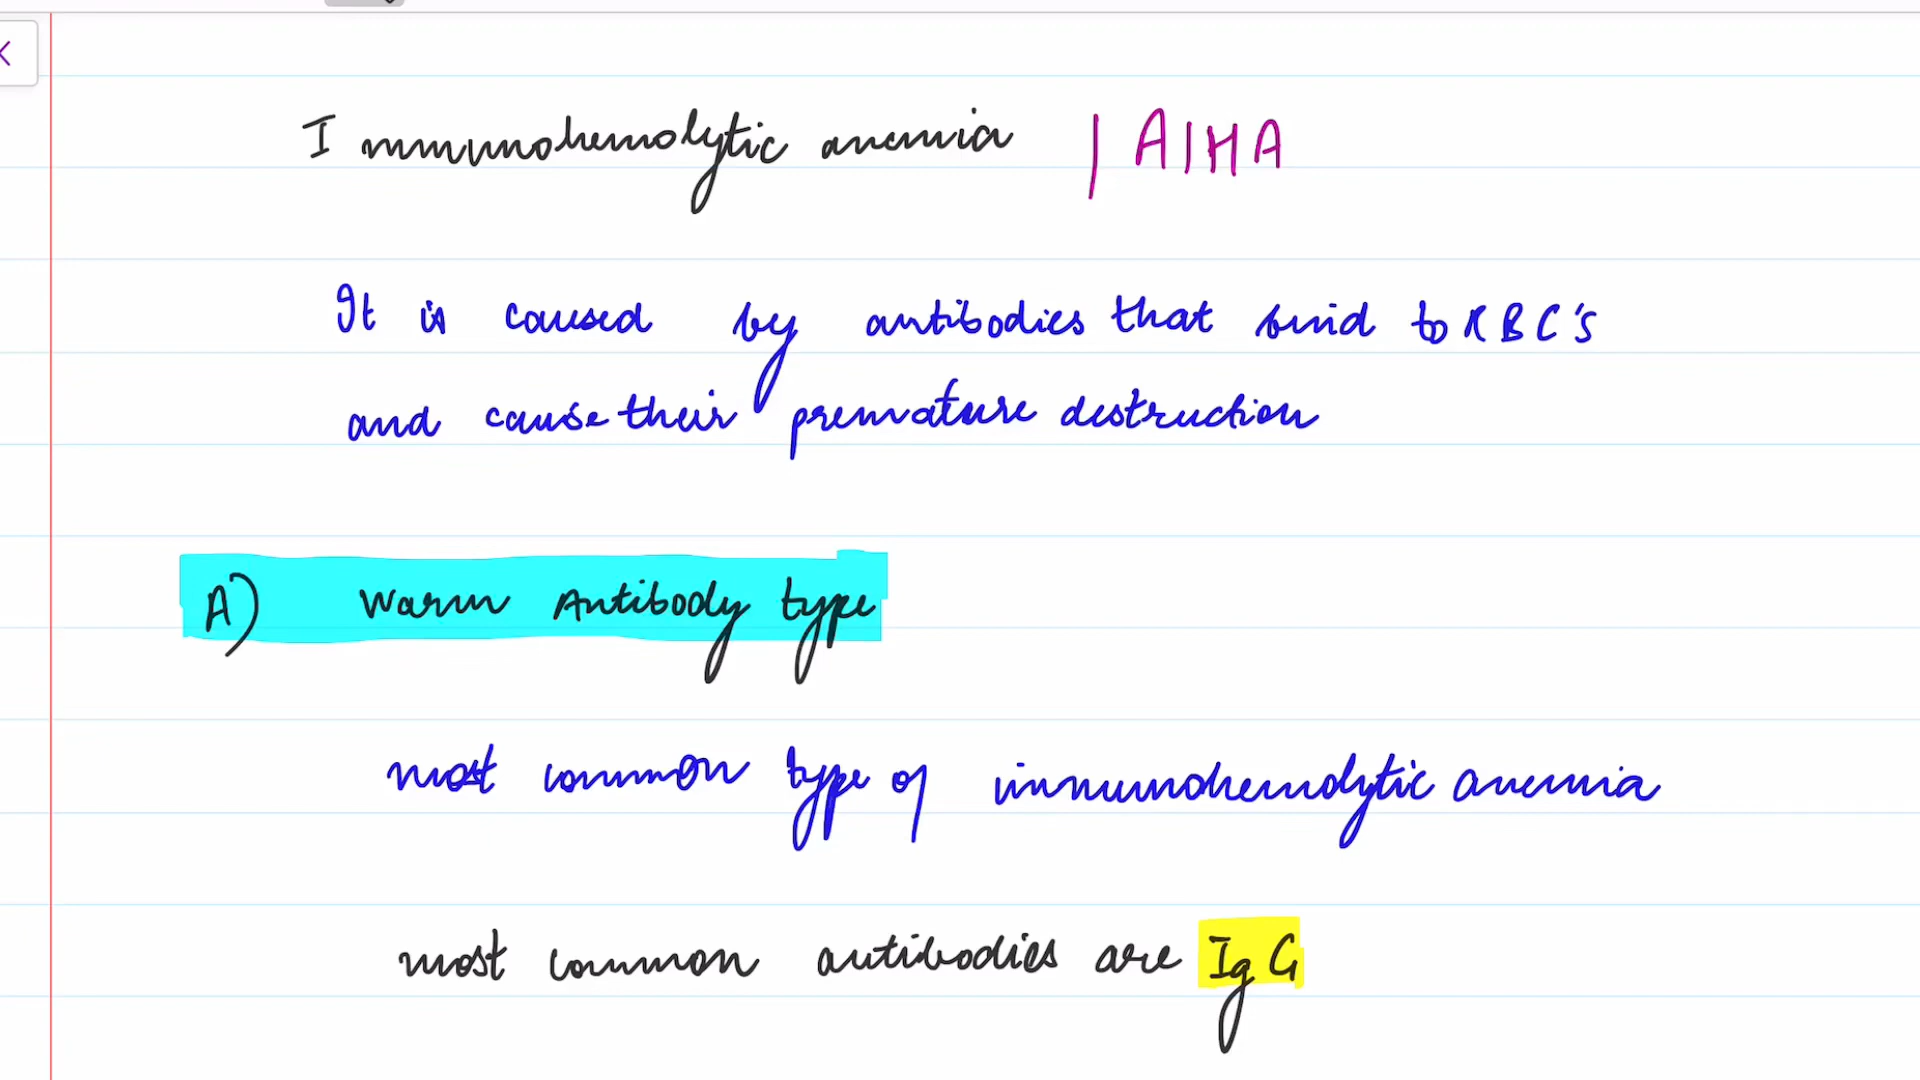 Immunohemolytic anemia | AIHA
It is caused by antibodies that bind to RBC's
and cause their premature destruction
A) Warm Antibody type
most common type of immunohemolytic anemia
most common antibodies are IgG